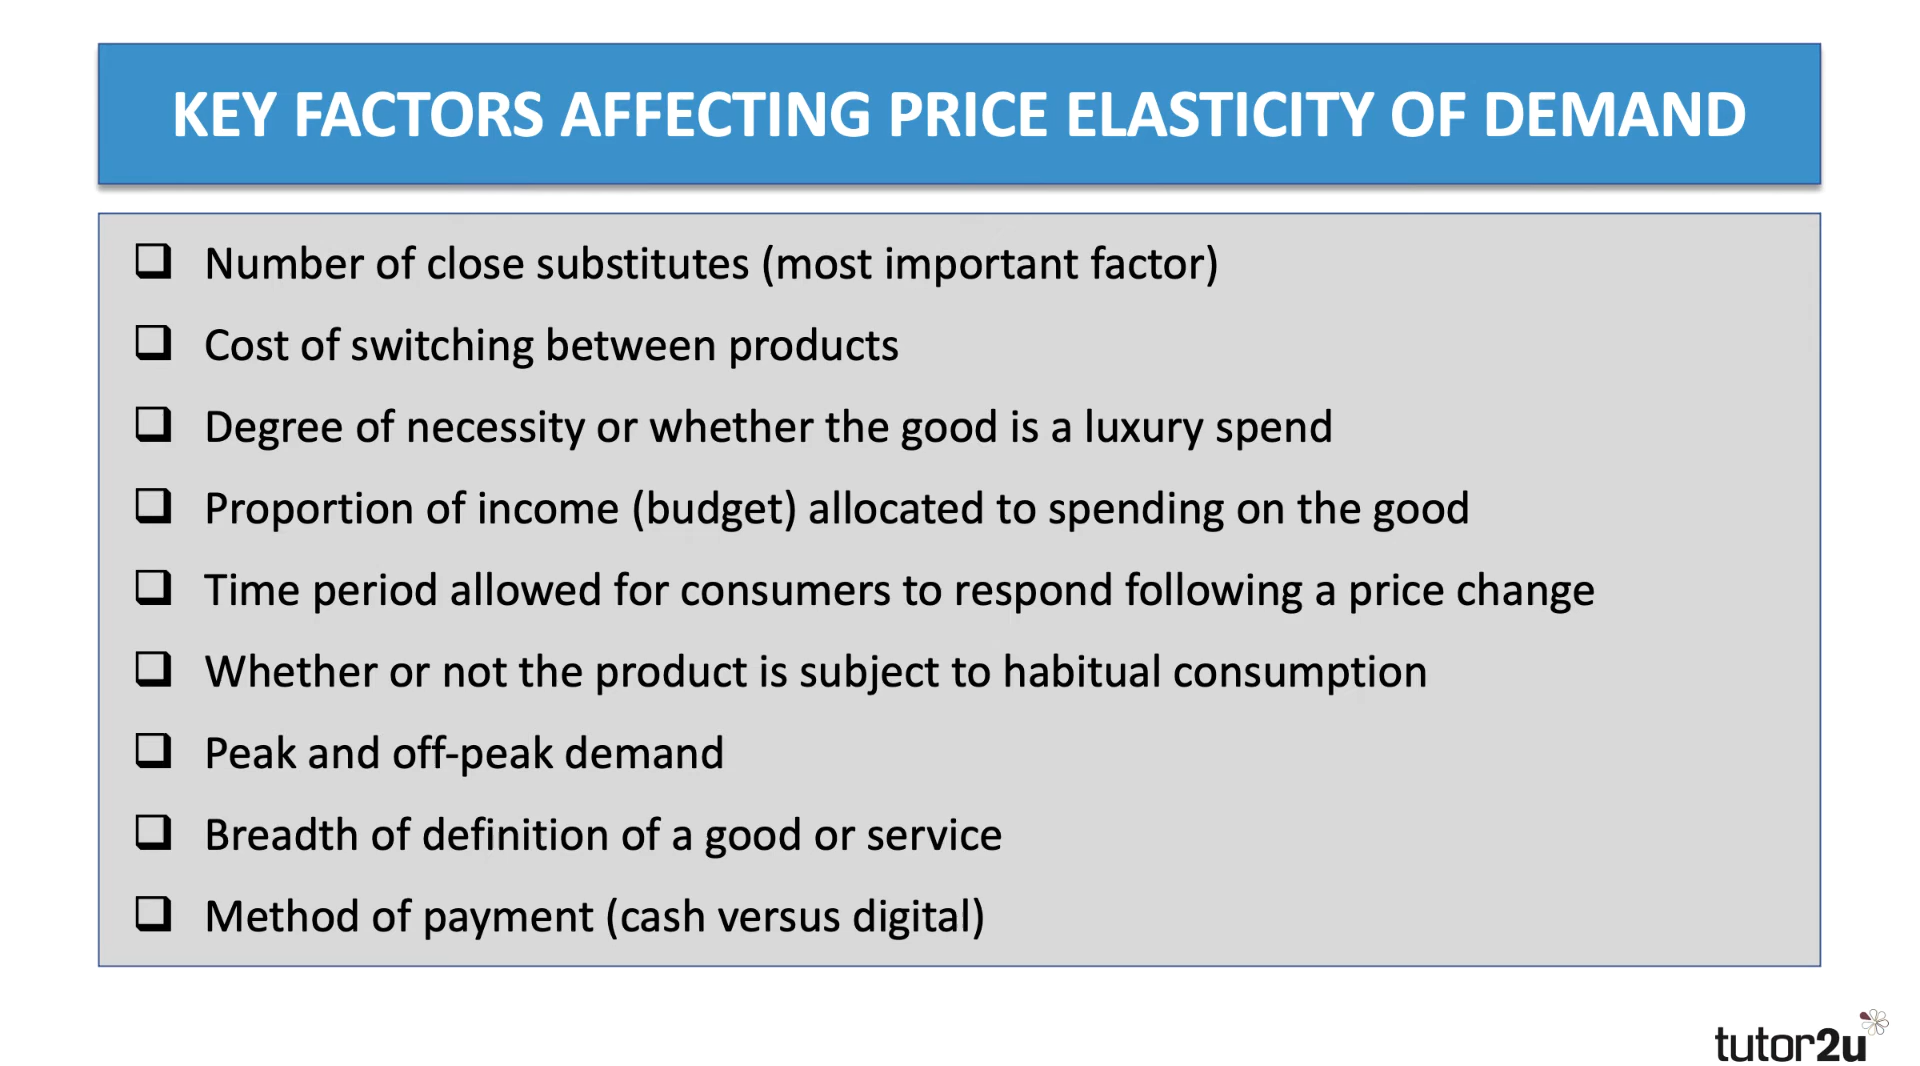 KEY FACTORS AFFECTING PRICE ELASTICITY OF DEMAND
Number of close substitutes (most important factor)
Cost of switching between products
Degree of necessity or whether the good is a luxury spend
Proportion of income (budget) allocated to spending on the good
Time period allowed for consumers to respond following a price change
Whether or not the product is subject to habitual consumption
Peak and off-peak demand
Breadth of definition of a good or service
Method of payment (cash versus digital)
tutor2u